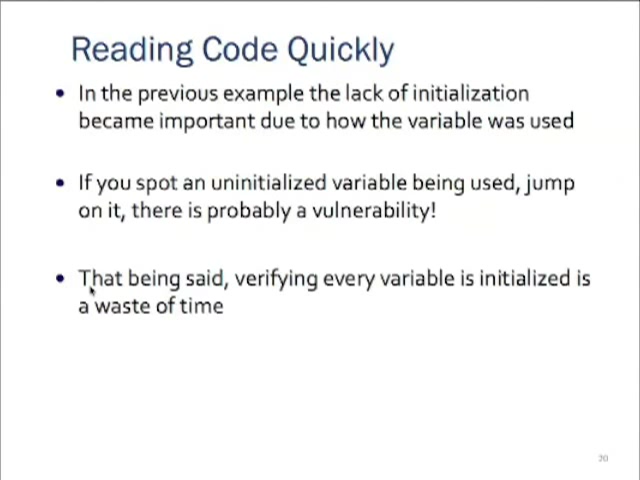 Reading Code Quickly
• In the previous example the lack of initialization
became important due to how the variable was used
• If you spot an uninitialized variable being used, jump
on it, there is probably a vulnerability!
• That being said, verifying every variable is initialized is
a waste of time
20